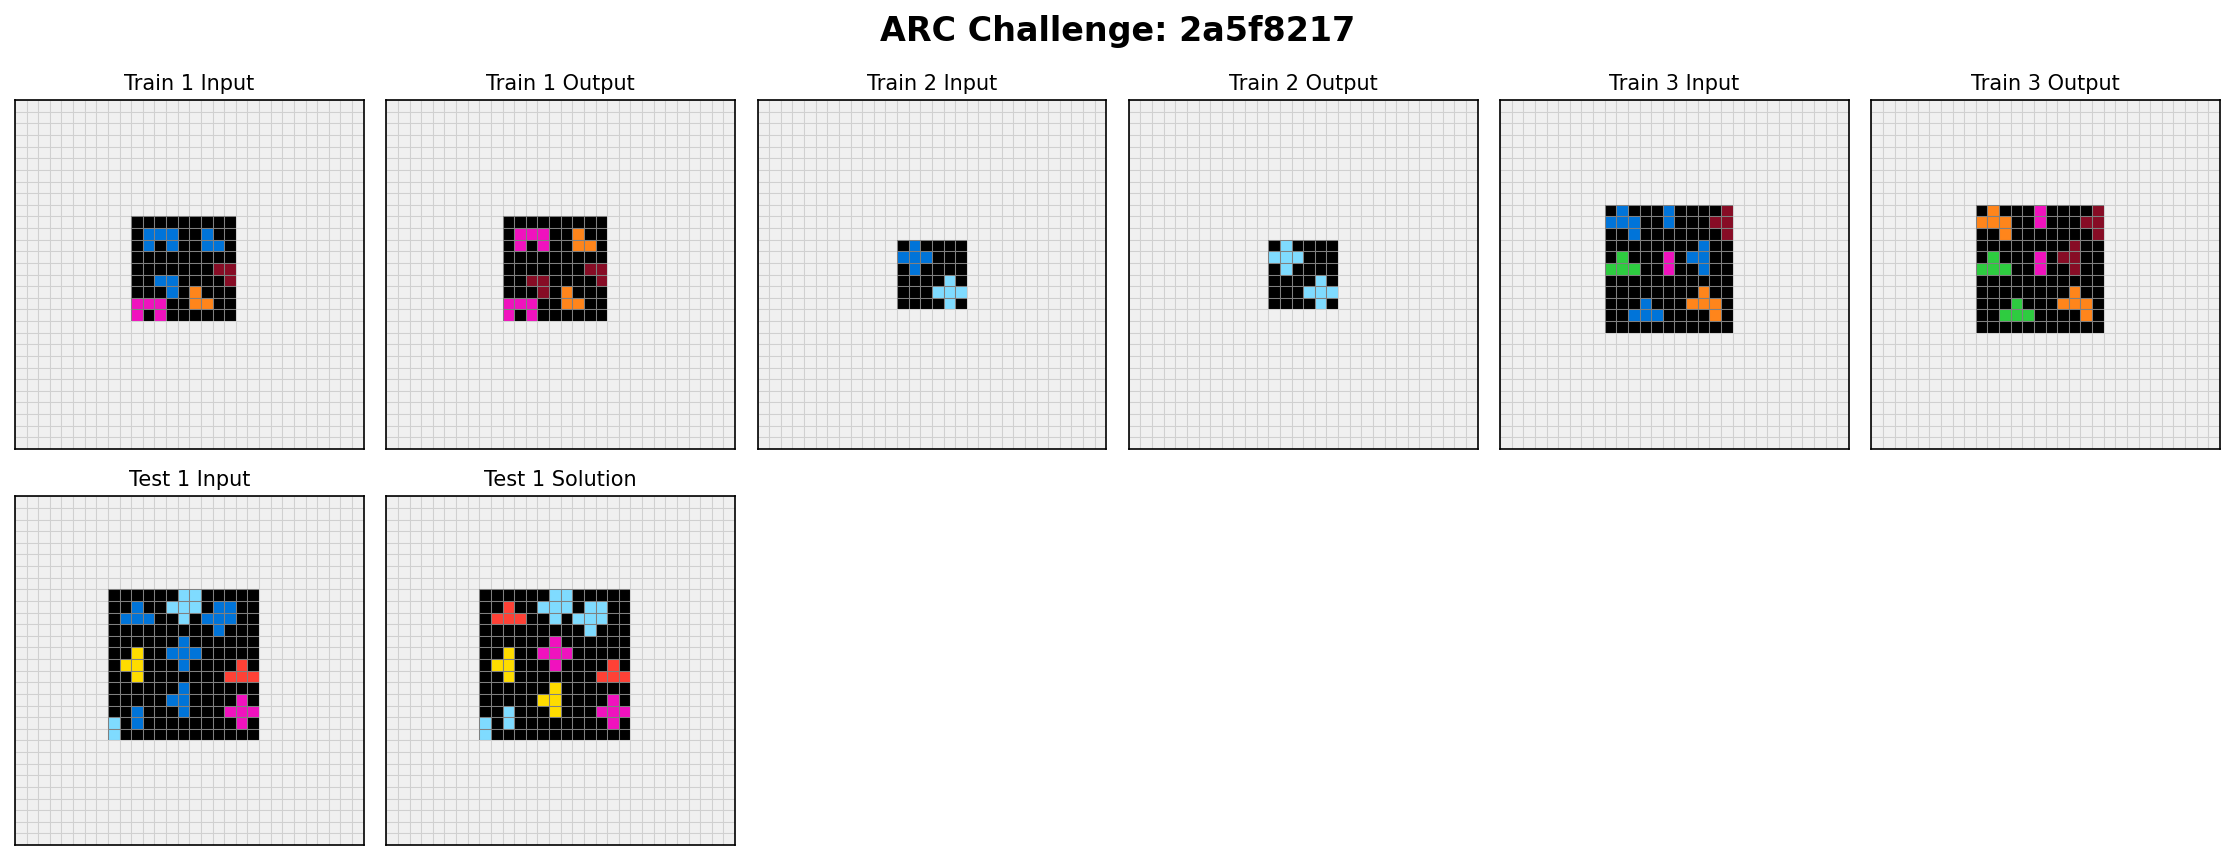 ARC Challenge: 2a5f8217
Train 1 Input
Train 1 Output
Train 2 Input
Train 2 Output
Train 3 Input
Train 3 Output
Test 1 Input
Test 1 Solution